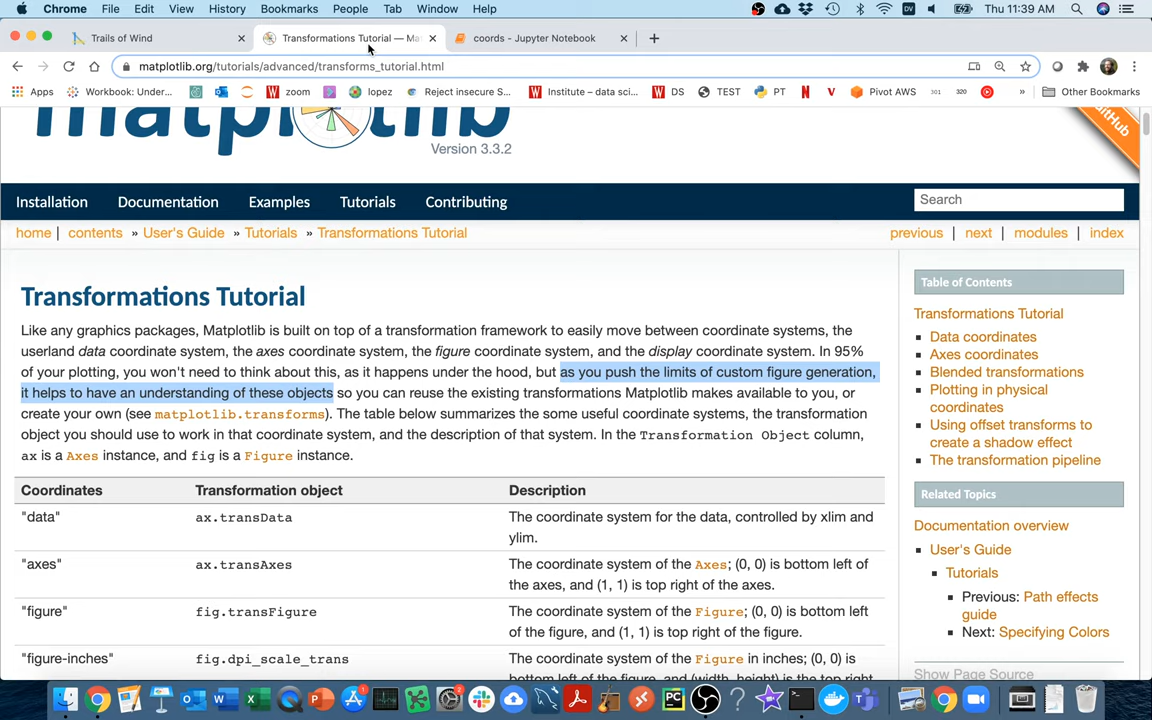 Chrome File Edit View History Bookmarks People Tab Window Help Thu 11:39 AM
Trails of Wind Transformations Tutorial — Ma coords - Jupyter Notebook
matplotlib.org/tutorials/advanced/transforms_tutorial.html
Apps Workbook: Under... zoom lopez Reject insecure S... Institute – data sci... DS TEST PT Pivot AWS » Other Bookmarks
matplotlib
GitHub
Version 3.3.2
Installation Documentation Examples Tutorials Contributing Search
home | contents » User's Guide » Tutorials » Transformations Tutorial previous | next | modules | index
Transformations Tutorial
Like any graphics packages, Matplotlib is built on top of a transformation framework to easily move between coordinate systems, the
userland data coordinate system, the axes coordinate system, the figure coordinate system, and the display coordinate system. In 95%
of your plotting, you won't need to think about this, as it happens under the hood, but as you push the limits of custom figure generation,
it helps to have an understanding of these objects so you can reuse the existing transformations Matplotlib makes available to you, or
create your own (see matplotlib.transforms). The table below summarizes the some useful coordinate systems, the transformation
object you should use to work in that coordinate system, and the description of that system. In the Transformation Object column,
ax is a Axes instance, and fig is a Figure instance.
Coordinates Transformation object Description
"data" ax.transData The coordinate system for the data, controlled by xlim and
ylim.
"axes" ax.transAxes The coordinate system of the Axes; (0, 0) is bottom left of
the axes, and (1, 1) is top right of the axes.
"figure" fig.transFigure The coordinate system of the Figure; (0, 0) is bottom left
of the figure, and (1, 1) is top right of the figure.
"figure-inches" fig.dpi_scale_trans The coordinate system of the Figure in inches; (0, 0) is
bottom left of the figure, and (width, height) is the top right
Table of Contents
Transformations Tutorial
Data coordinates
Axes coordinates
Blended transformations
Plotting in physical
coordinates
Using offset transforms to
create a shadow effect
The transformation pipeline
Related Topics
Documentation overview
User's Guide
Tutorials
Previous: Path effects
guide
Next: Specifying Colors
Show Page Source